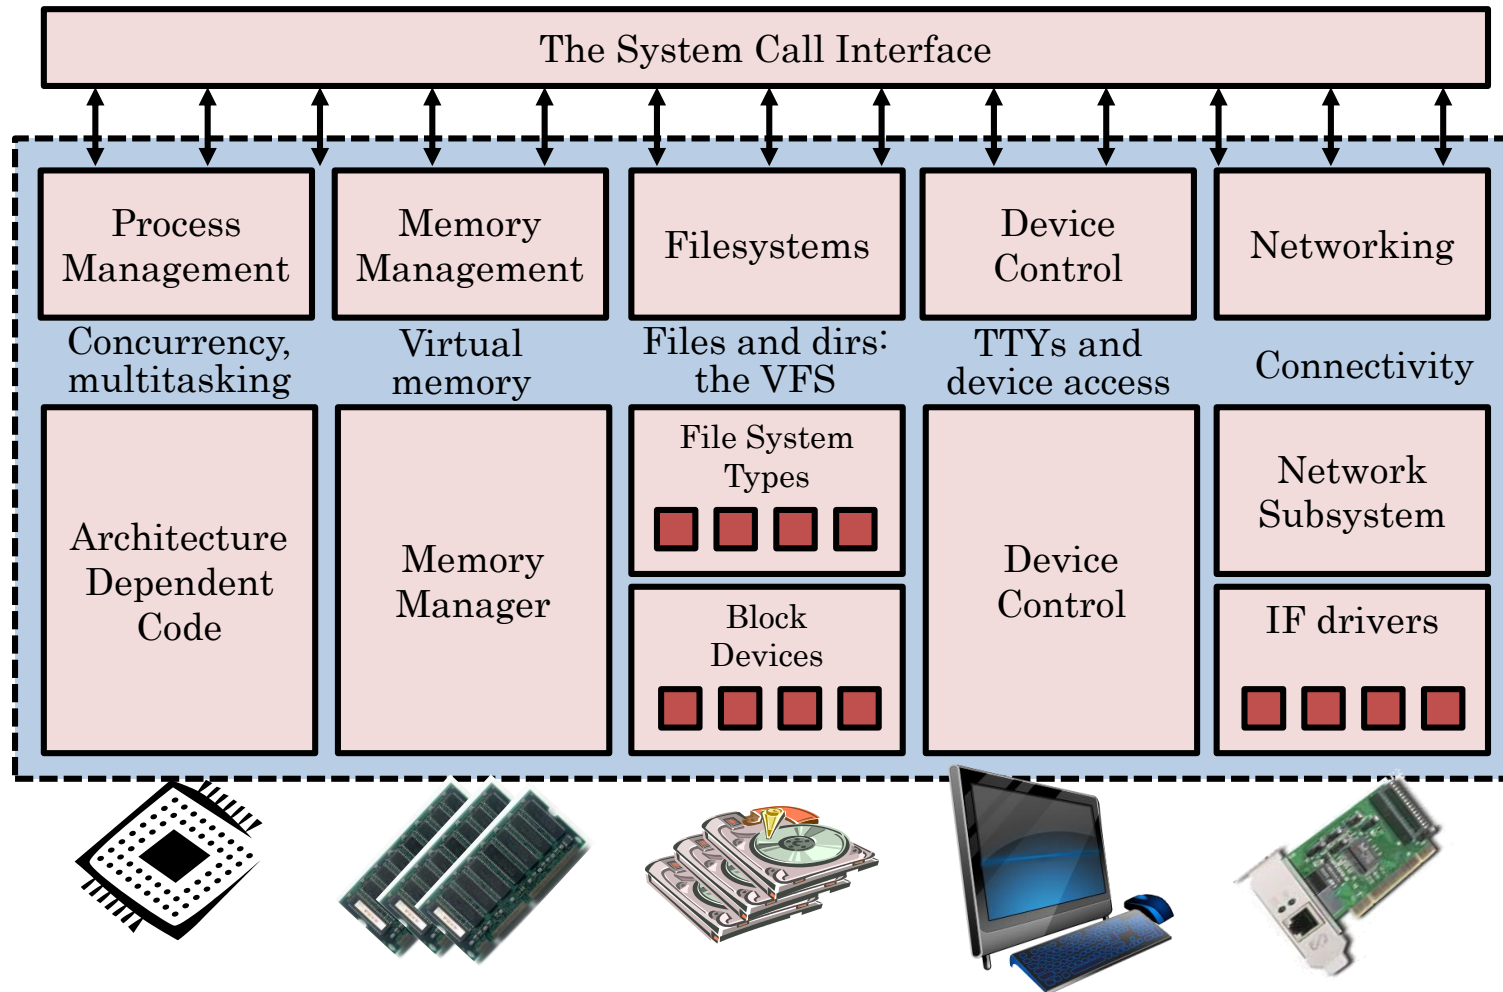 The System Call Interface
Process
Management
Memory
Management
Filesystems
Device
Control
Networking
Concurrency,
multitasking
Virtual
memory
Files and dirs:
the VFS
TTYs and
device access
Connectivity
Architecture
Dependent
Code
Memory
Manager
File System
Types
Block
Devices
Device
Control
Network
Subsystem
IF drivers